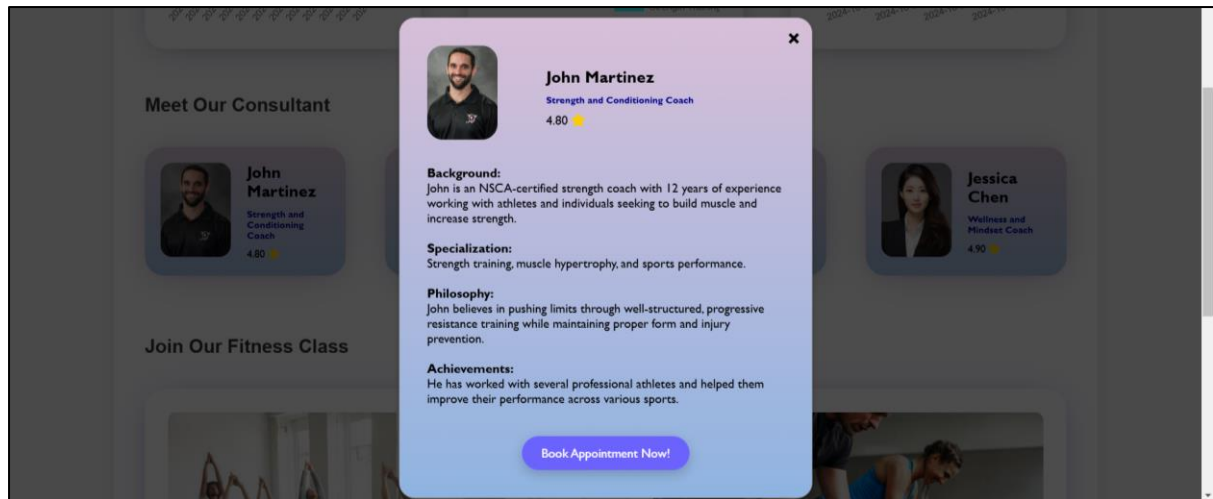 Meet Our Consultant
John
Martinez
Strength and
Conditioning
Coach
4.80
John Martinez
Strength and Conditioning Coach
4.80
Background:
John is an NSCA-certified strength coach with 12 years of experience
working with athletes and individuals seeking to build muscle and
increase strength.
Specialization:
Strength training, muscle hypertrophy, and sports performance.
Philosophy:
John believes in pushing limits through well-structured, progressive
resistance training while maintaining proper form and injury
prevention.
Achievements:
He has worked with several professional athletes and helped them
improve their performance across various sports.
Book Appointment Now!
Jessica
Chen
Wellness and
Mindset Coach
4.90
Join Our Fitness Class